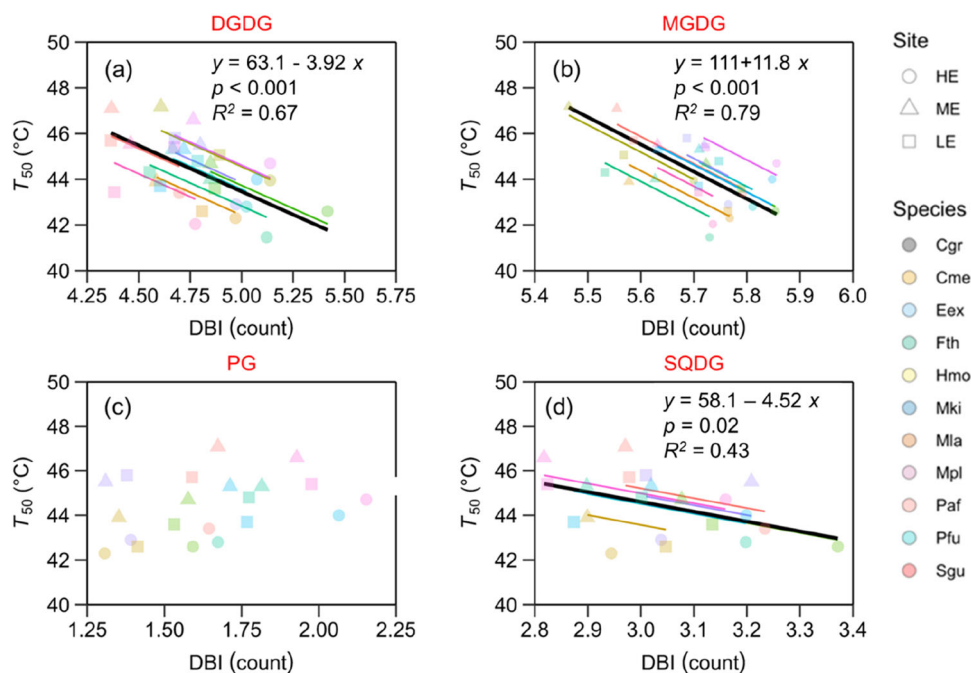 DGDG
MGDG
50
48
46
44
42
40
T50 (°C)
(a)
y = 63.1 - 3.92 x
p < 0.001
R² = 0.67
4.25 4.50 4.75 5.00 5.25 5.50 5.75
DBI (count)
50
48
46
44
42
40
T50 (°C)
(b)
y = 111+11.8 x
p < 0.001
R² = 0.79
5.4 5.5 5.6 5.7 5.8 5.9 6.0
DBI (count)
PG
SQDG
50
48
46
44
42
40
T50 (°C)
(c)
1.25 1.50 1.75 2.00 2.25
DBI (count)
50
48
46
44
42
40
T50 (°C)
(d)
y = 58.1 – 4.52 x
p = 0.02
R² = 0.43
2.8 2.9 3.0 3.1 3.2 3.3 3.4
DBI (count)
Site
HE
ME
LE
Species
Cgr
Cme
Eex
Fth
Hmo
Mki
Mla
Mpl
Paf
Pfu
Sgu